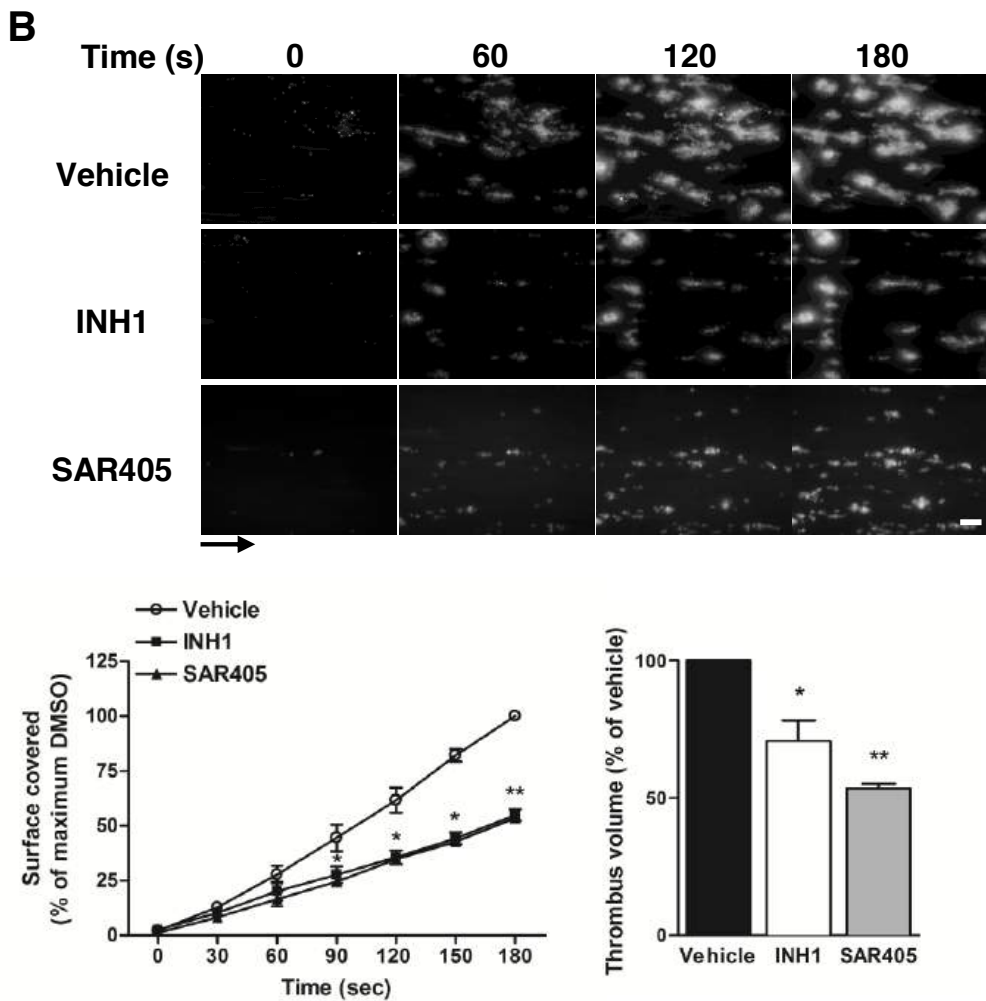 B
Time (s) 0 60 120 180
Vehicle
INH1
SAR405
Vehicle
INH1
SAR405
Surface covered
(% of maximum DMSO)
125
100
75
50
25
0
* * * **
0 30 60 90 120 150 180
Time (sec)
Thrombus volume (% of vehicle)
100
50
0
*
**
Vehicle INH1 SAR405